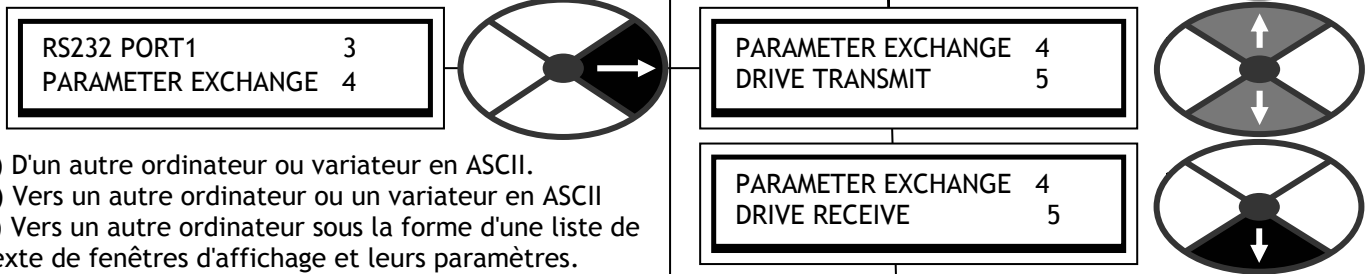 RS232 PORT1 3
PARAMETER EXCHANGE 4
PARAMETER EXCHANGE 4
DRIVE TRANSMIT 5
) D'un autre ordinateur ou variateur en ASCII.
) Vers un autre ordinateur ou un variateur en ASCII
) Vers un autre ordinateur sous la forme d'une liste de
exte de fenêtres d'affichage et leurs paramètres.
PARAMETER EXCHANGE 4
DRIVE RECEIVE 5